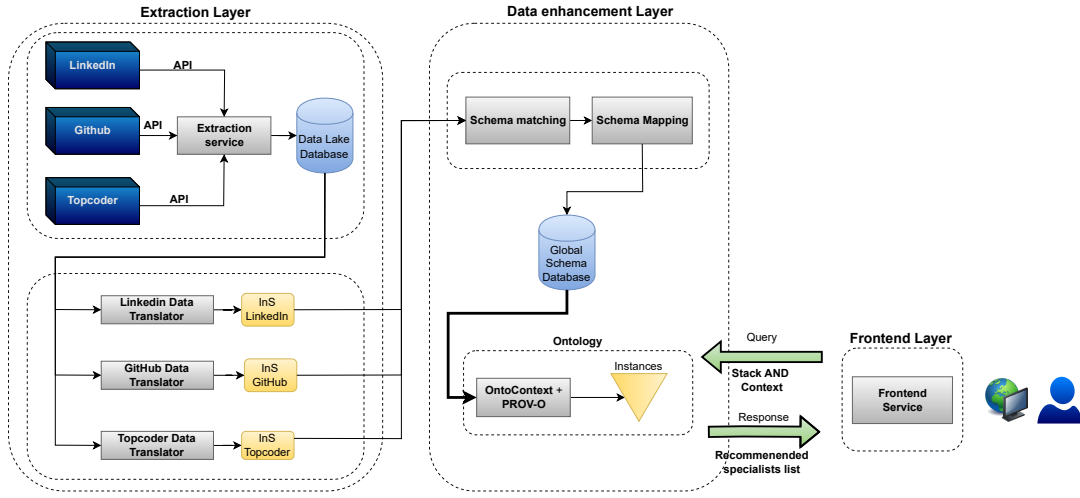 Extraction Layer
LinkedIn
API
Github
API
Extraction
service
Data Lake
Database
Topcoder
API
Linkedin Data
Translator
InS
LinkedIn
GitHub Data
Translator
InS
GitHub
Topcoder Data
Translator
InS
Topcoder
Data enhancement Layer
Schema matching
Schema Mapping
Global
Schema
Database
Ontology
OntoContext +
PROV-O
Instances
Query
Stack AND
Context
Response
Recommenended
specialists list
Frontend Layer
Frontend
Service